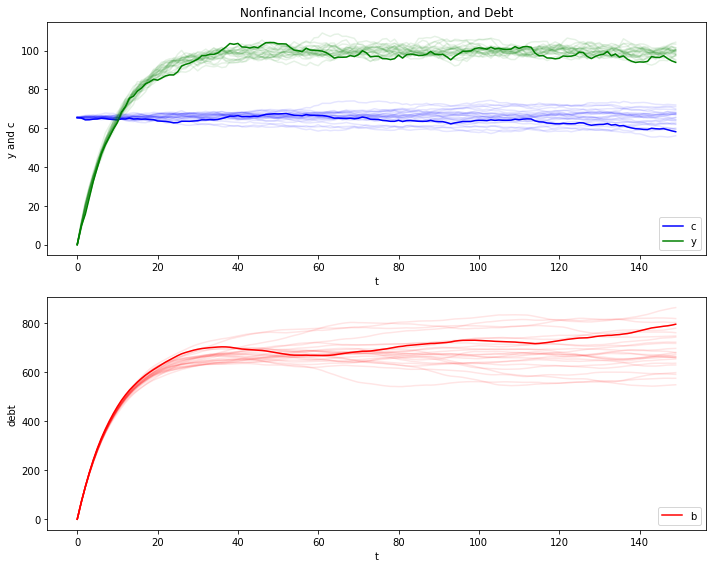 Nonfinancial Income, Consumption, and Debt
y and c
100
80
60
40
20
0
c
y
0 20 40 60 80 100 120 140
t
debt
800
600
400
200
0
b
0 20 40 60 80 100 120 140
t